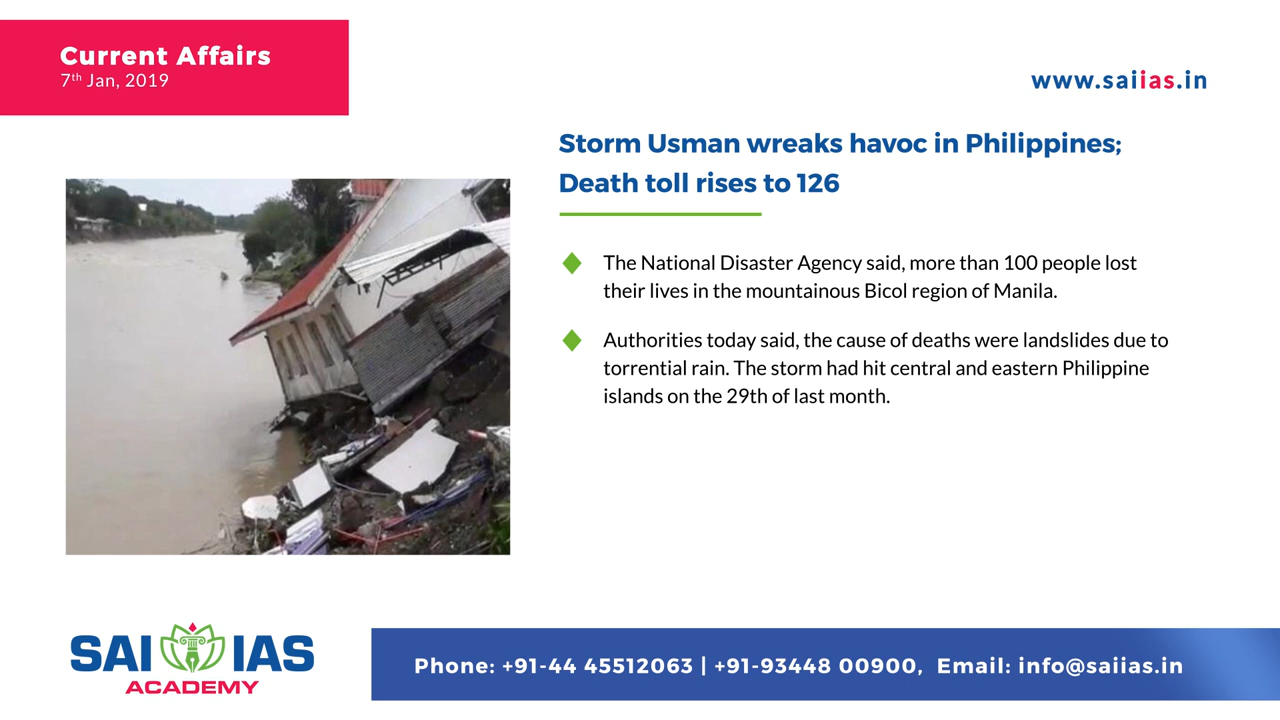 Current Affairs
7th Jan, 2019
www.saiias.in
Storm Usman wreaks havoc in Philippines;
Death toll rises to 126
The National Disaster Agency said, more than 100 people lost
their lives in the mountainous Bicol region of Manila.
Authorities today said, the cause of deaths were landslides due to
torrential rain. The storm had hit central and eastern Philippine
islands on the 29th of last month.
SAI IAS
ACADEMY
Phone: +91-44 45512063 | +91-93448 00900, Email: info@saiias.in